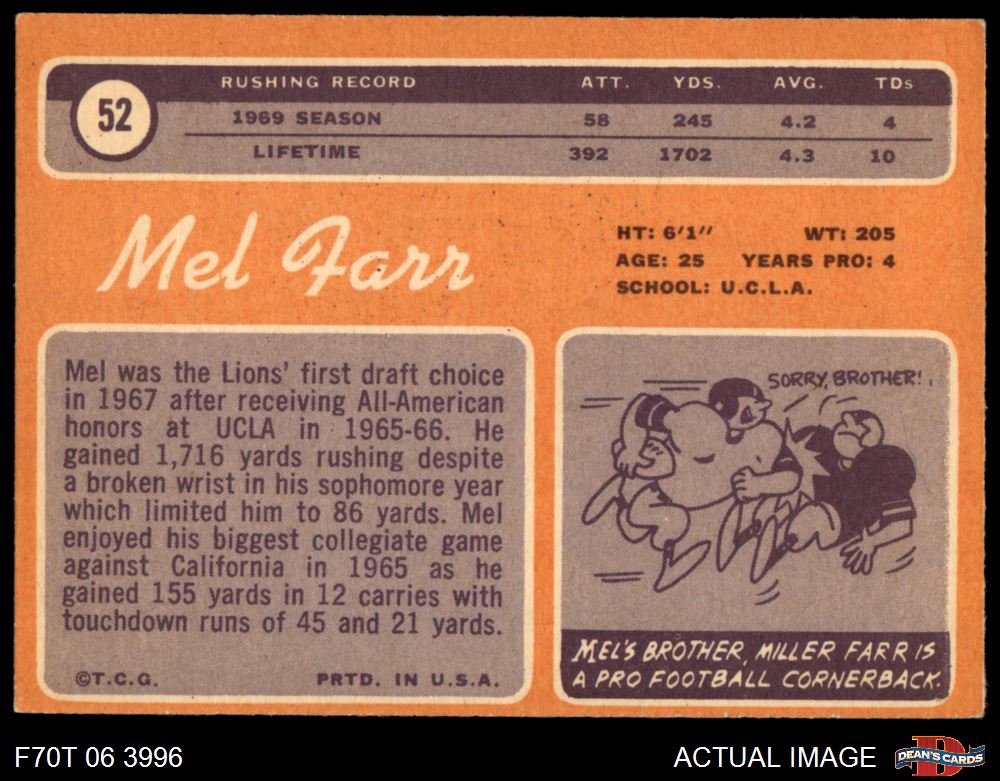 52
RUSHING RECORD ATT. YDS. AVG. TDs
1969 SEASON 58 245 4.2 4
LIFETIME 392 1702 4.3 10
Mel Farr
HT: 6'1" WT: 205
AGE: 25 YEARS PRO: 4
SCHOOL: U.C.L.A.
Mel was the Lions' first draft choice
in 1967 after receiving All-American
honors at UCLA in 1965-66. He
gained 1,716 yards rushing despite
a broken wrist in his sophomore year
which limited him to 86 yards. Mel
enjoyed his biggest collegiate game
against California in 1965 as he
gained 155 yards in 12 carries with
touchdown runs of 45 and 21 yards.
©T.C.G. PRTD. IN U.S.A.
SORRY, BROTHER!.
MEL'S BROTHER, MILLER FARR IS
A PRO FOOTBALL CORNERBACK.
F70T 06 3996
ACTUAL IMAGE
D
DEAN'S CARDS